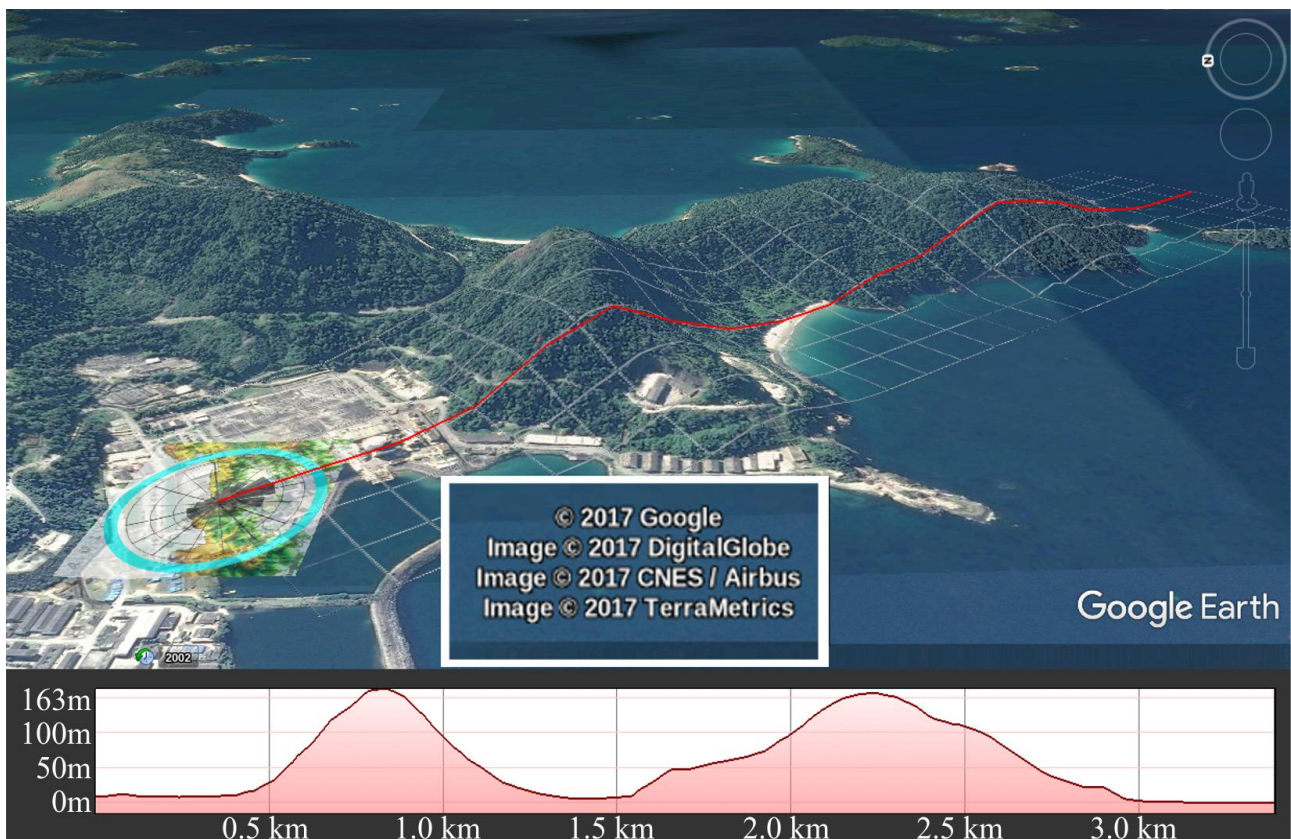 N
© 2017 Google
Image © 2017 DigitalGlobe
Image © 2017 CNES / Airbus
Image © 2017 TerraMetrics
Google Earth
2002
163m
100m
50m
0m
0.5 km 1.0 km 1.5 km 2.0 km 2.5 km 3.0 km